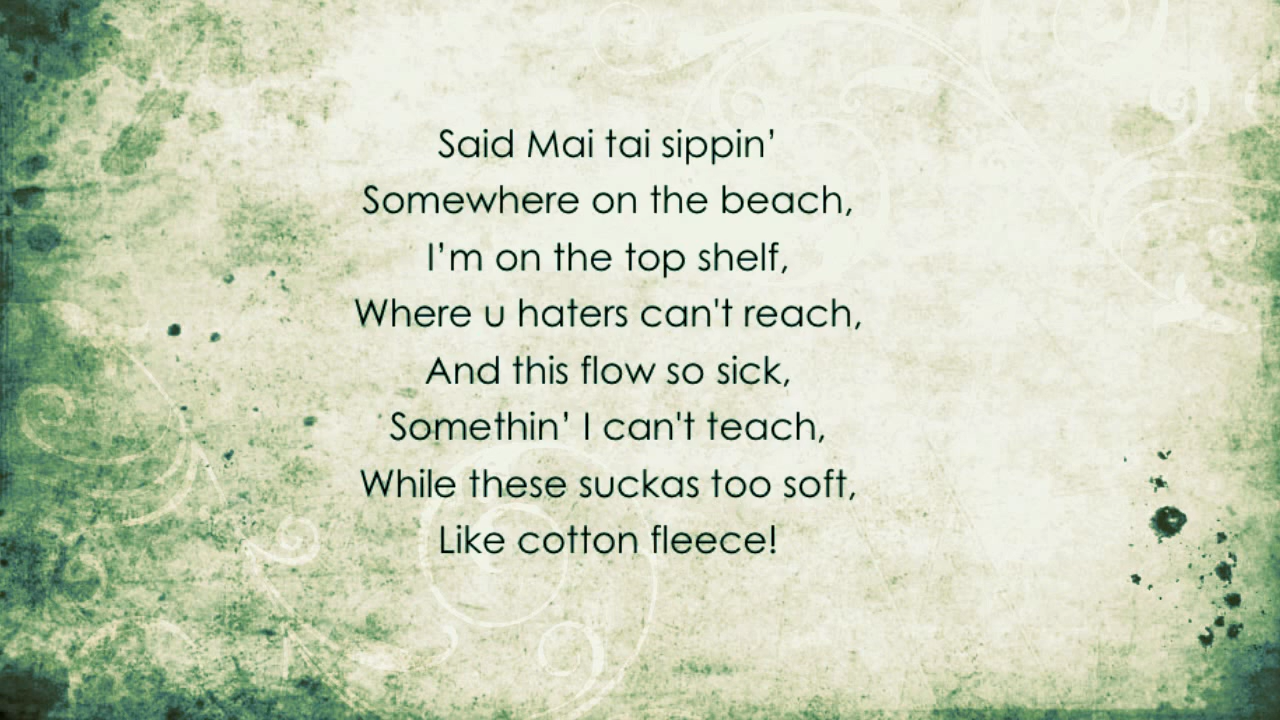 Said Mai tai sippin’
Somewhere on the beach,
I’m on the top shelf,
Where u haters can't reach,
And this flow so sick,
Somethin’ I can't teach,
While these suckas too soft,
Like cotton fleece!